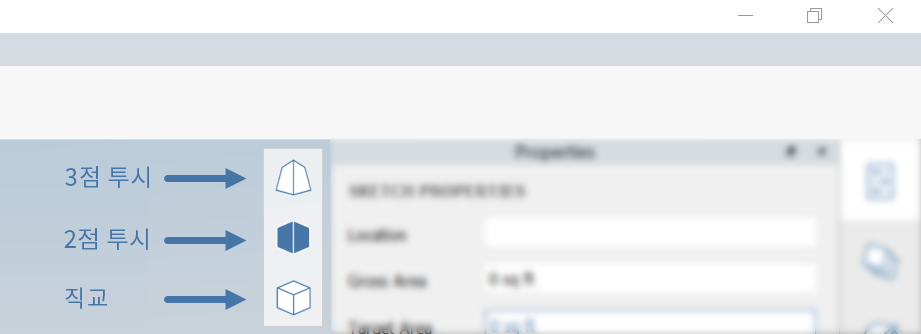 3점 투시
2점 투시
직교
Properties
SKETCH PROPERTIES
Location
Gross Area
0 sq ft
Target Area
0 sq ft